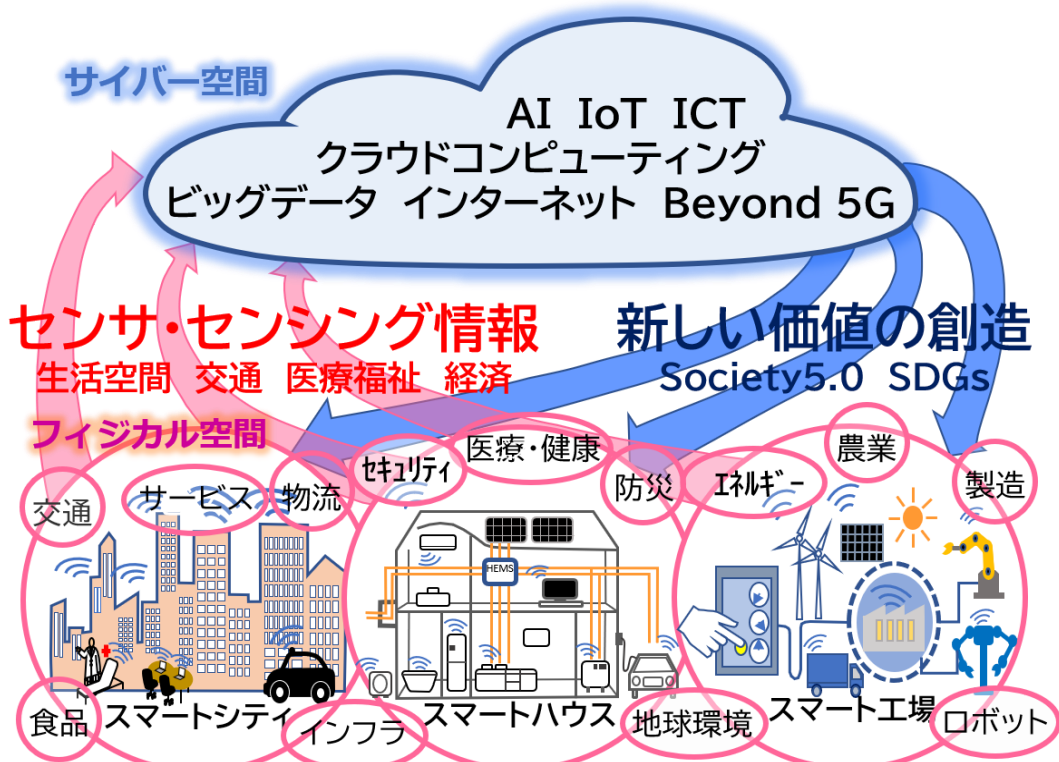 サイバー空間
AI IoT ICT
クラウドコンピューティング
ビッグデータ インターネット Beyond 5G
センサ・センシング情報
生活空間 交通 医療福祉 経済
新しい価値の創造
Society5.0 SDGs
フィジカル空間
交通
サービス
物流
セキュリティ
医療・健康
防災
エネルギー
農業
製造
HEMS
食品
スマートシティ
インフラ
スマートハウス
地球環境
スマート工場
ロボット